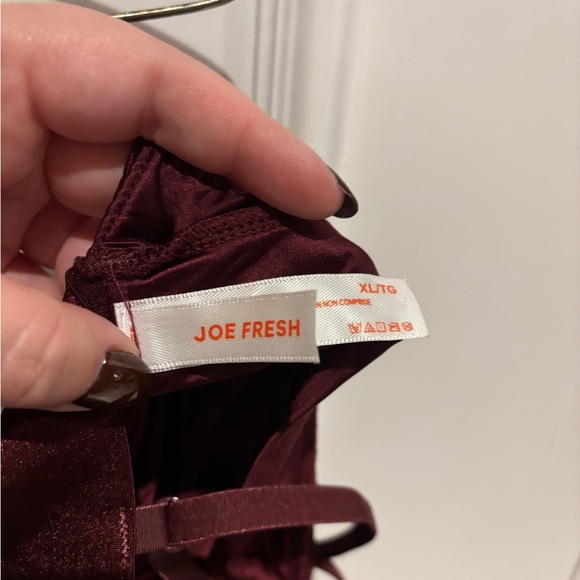 JOE FRESH
XL/TG
NON COMPRISE